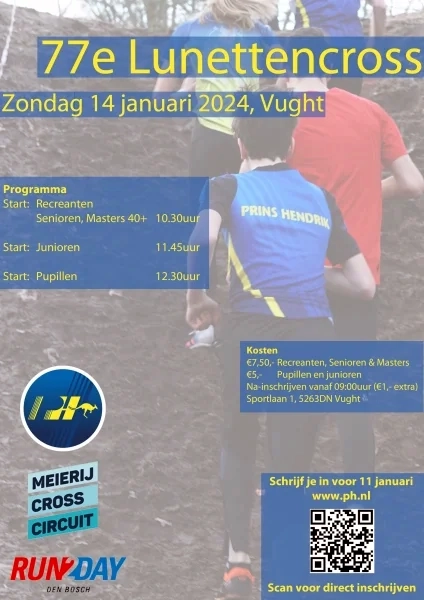 77e Lunettencross
Zondag 14 januari 2024, Vught
PRINS HENDRIK
Programma
Start: Recreanten
Senioren, Masters 40+ 10.30uur
Start: Junioren 11.45uur
Start: Pupillen 12.30uur
Kosten
€7,50,- Recreanten, Senioren & Masters
€5,- Pupillen en junioren
Na-inschrijven vanaf 09:00uur (€1,- extra)
Sportlaan 1, 5263DN Vught
MEIERIJ
CROSS
CIRCUIT
RUN2DAY
DEN BOSCH
Schrijf je in voor 11 januari
www.ph.nl
Scan voor direct inschrijven